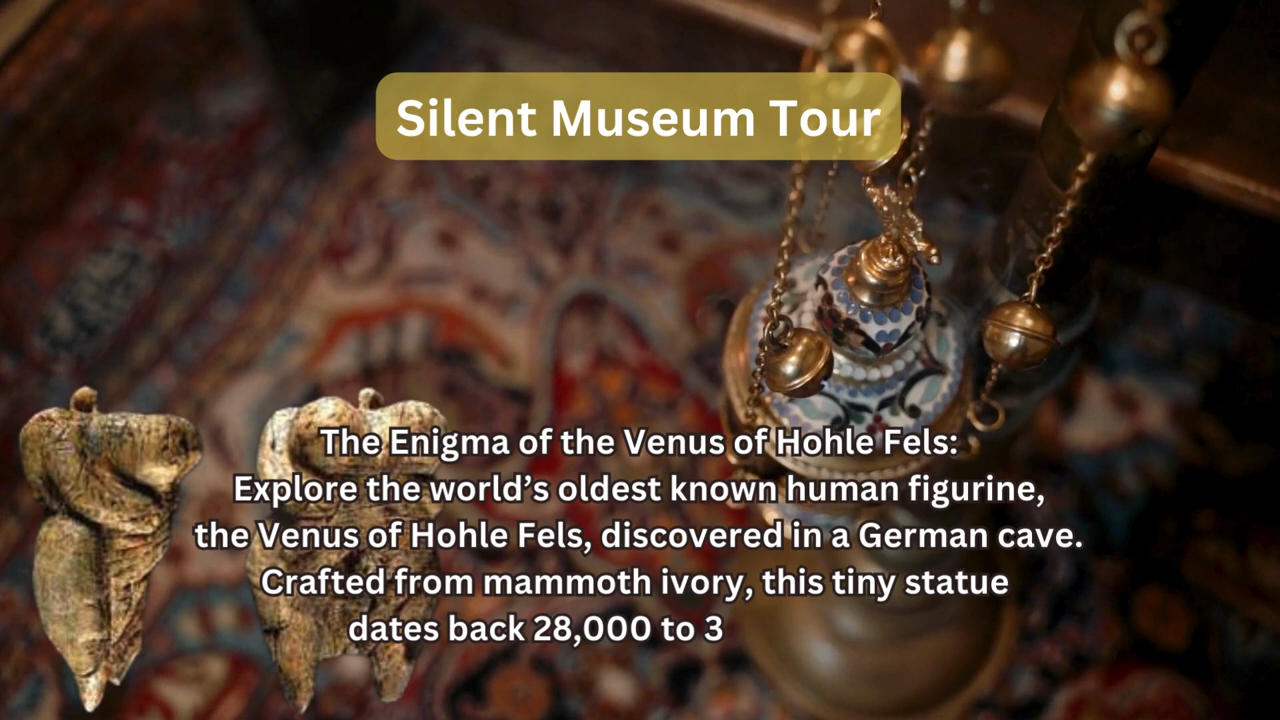 Silent Museum Tour
The Enigma of the Venus of Hohle Fels:
Explore the world’s oldest known human figurine,
the Venus of Hohle Fels, discovered in a German cave.
Crafted from mammoth ivory, this tiny statue
dates back 28,000 to 3